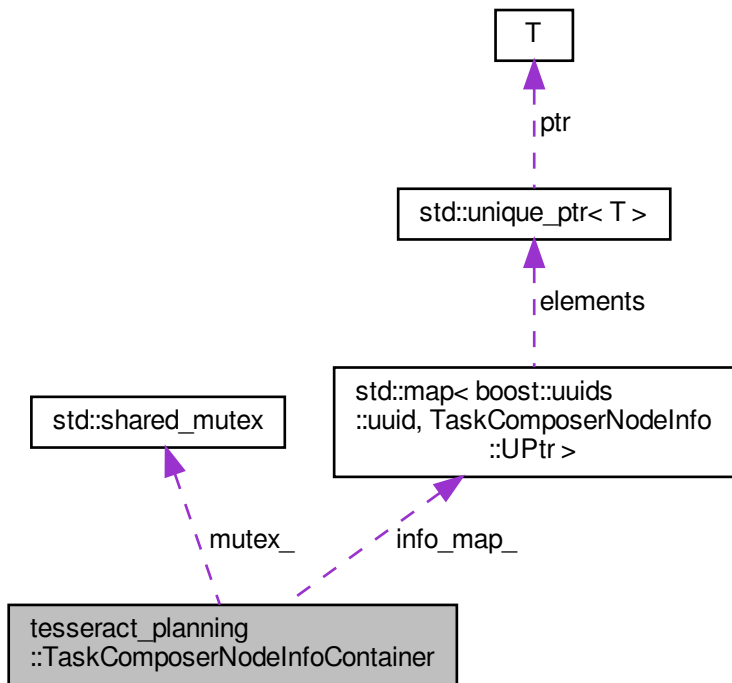 T
ptr
std::unique_ptr< T >
elements
std::map< boost::uuids
::uuid, TaskComposerNodeInfo
::UPtr >
std::shared_mutex
mutex_
info_map_
tesseract_planning
::TaskComposerNodeInfoContainer